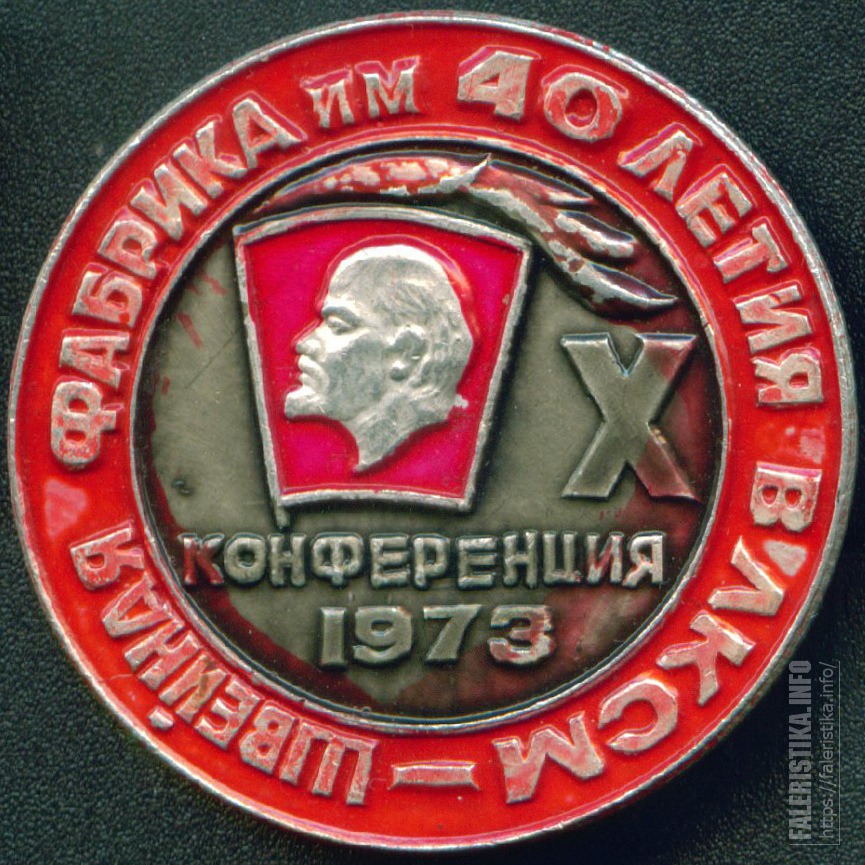 ШВЕЙНАЯ ФАБРИКА ИМ 40 ЛЕТИЯ ВЛКСМ —
X
КОНФЕРЕНЦИЯ
1973
FALERISTIKA.INFO
https://faleristika.info/